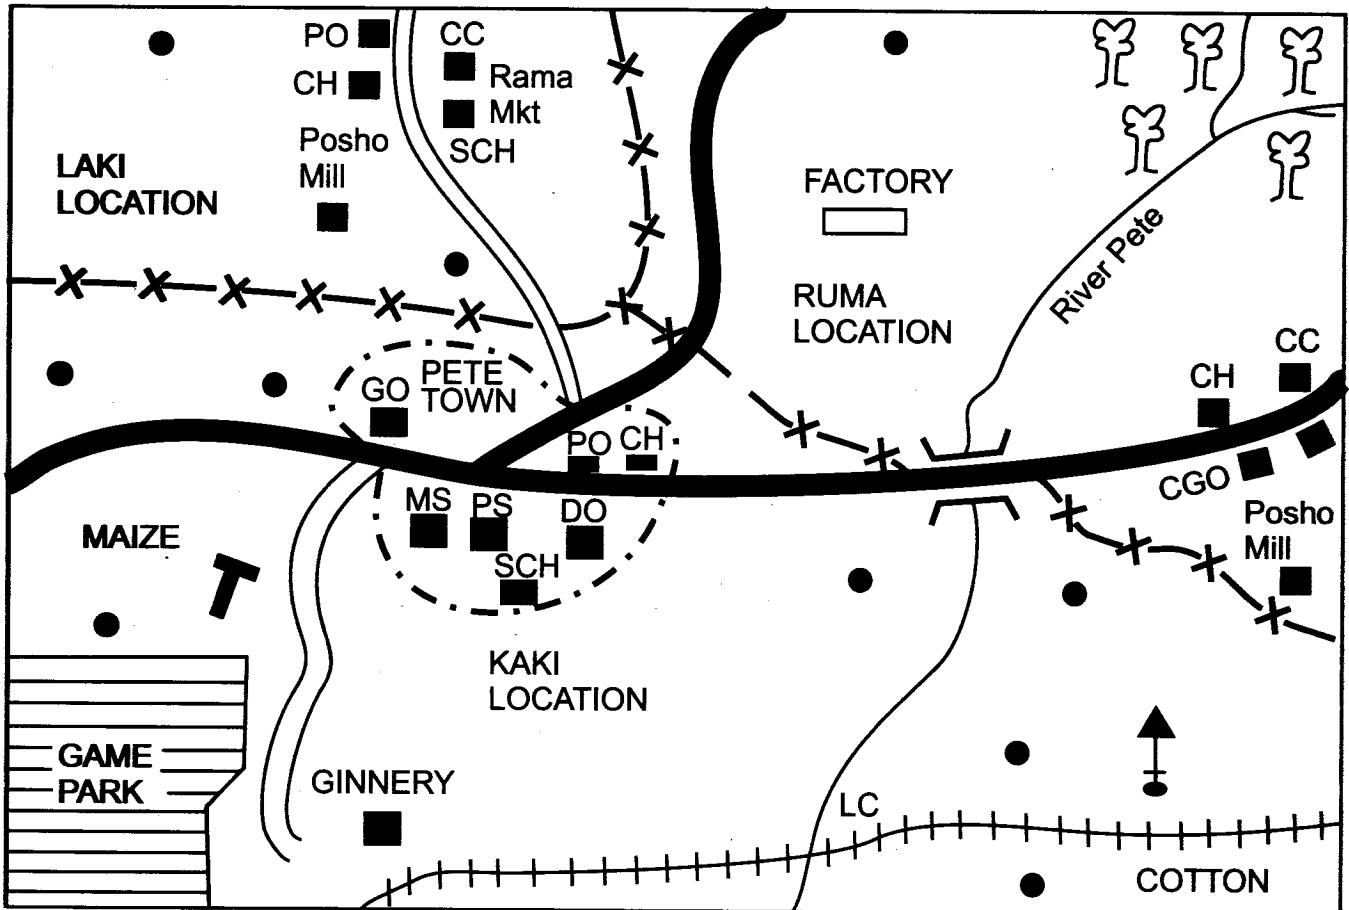 PO
CC
CH
Rama
Mkt
SCH
Posho
Mill
LAKI
LOCATION
FACTORY
River Pete
RUMA
LOCATION
CC
CH
CGO
Posho
Mill
PETE
TOWN
GO
PO
CH
MS
PS
DO
SCH
MAIZE
KAKI
LOCATION
GAME
PARK
GINNERY
LC
COTTON